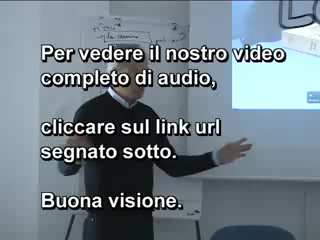 Per vedere il nostro video
completo di audio,
cliccare sul link url
segnato sotto.
Buona visione.